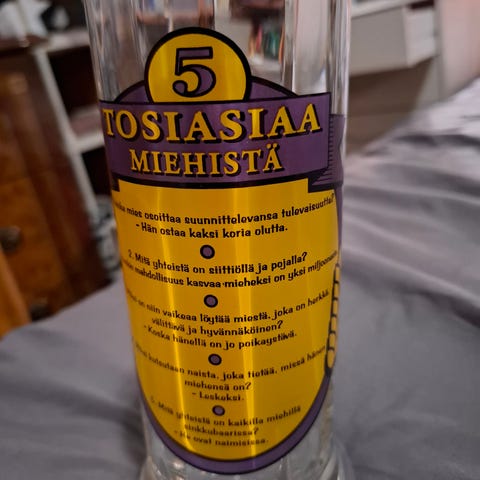 5
TOSIASIAA
MIEHISTÄ
mies osoittaa suunnittelevansa tulevaisuutta?
- Hän ostaa kaksi koria olutta.
2. Mitä yhteistä on siittiöllä ja pojalla?
mahdollisuus kasvaa mieheksi on yksi miljoonasta
on niin vaikeaa löytää miestä, joka on herkkä,
välittävä ja hyvännäköinen?
- Koska hänellä on jo poikaystävä.
kutsutaan naista, joka tietää, missä hänen
miehensä on?
- Leskeksi.
5. Mitä yhteistä on kaikilla miehillä
sinkkubaarissa?
- He ovat naimisissa.